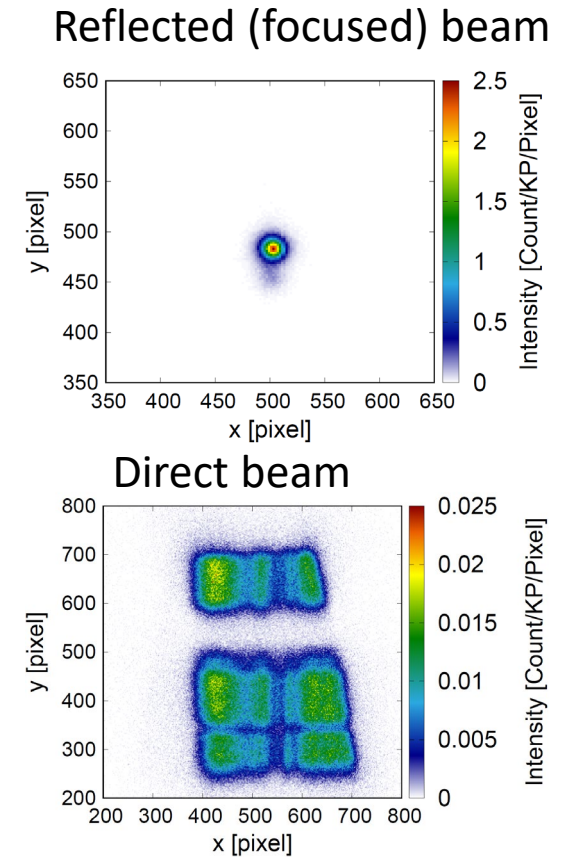 Reflected (focused) beam
650
600
550
500
450
400
350
y [pixel]
350 400 450 500 550 600 650
x [pixel]
2.5
2
1.5
1
0.5
0
Intensity [Count/KP/Pixel]
Direct beam
800
700
600
500
400
300
200
y [pixel]
200 300 400 500 600 700 800
x [pixel]
0.025
0.02
0.015
0.01
0.005
0
Intensity [Count/KP/Pixel]